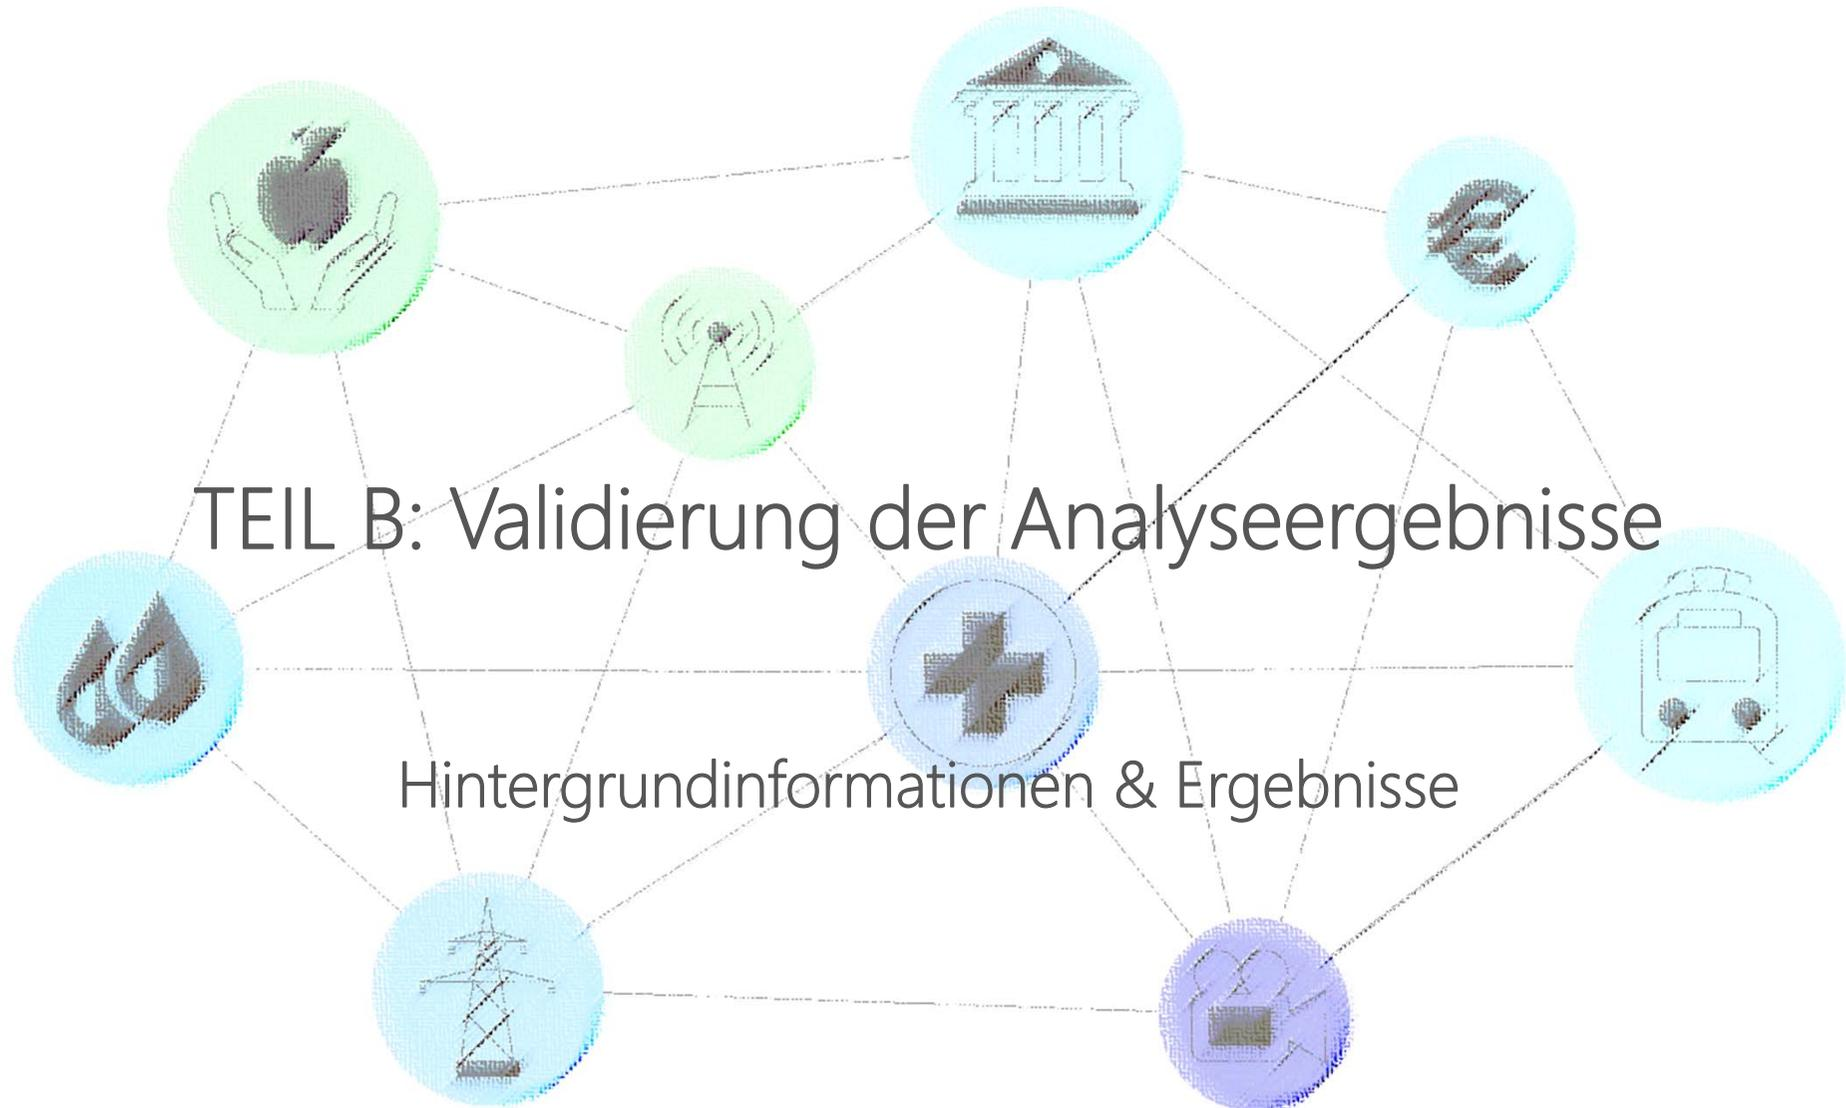 TEIL B: Validierung der Analyseergebnisse
Hintergrundinformationen & Ergebnisse